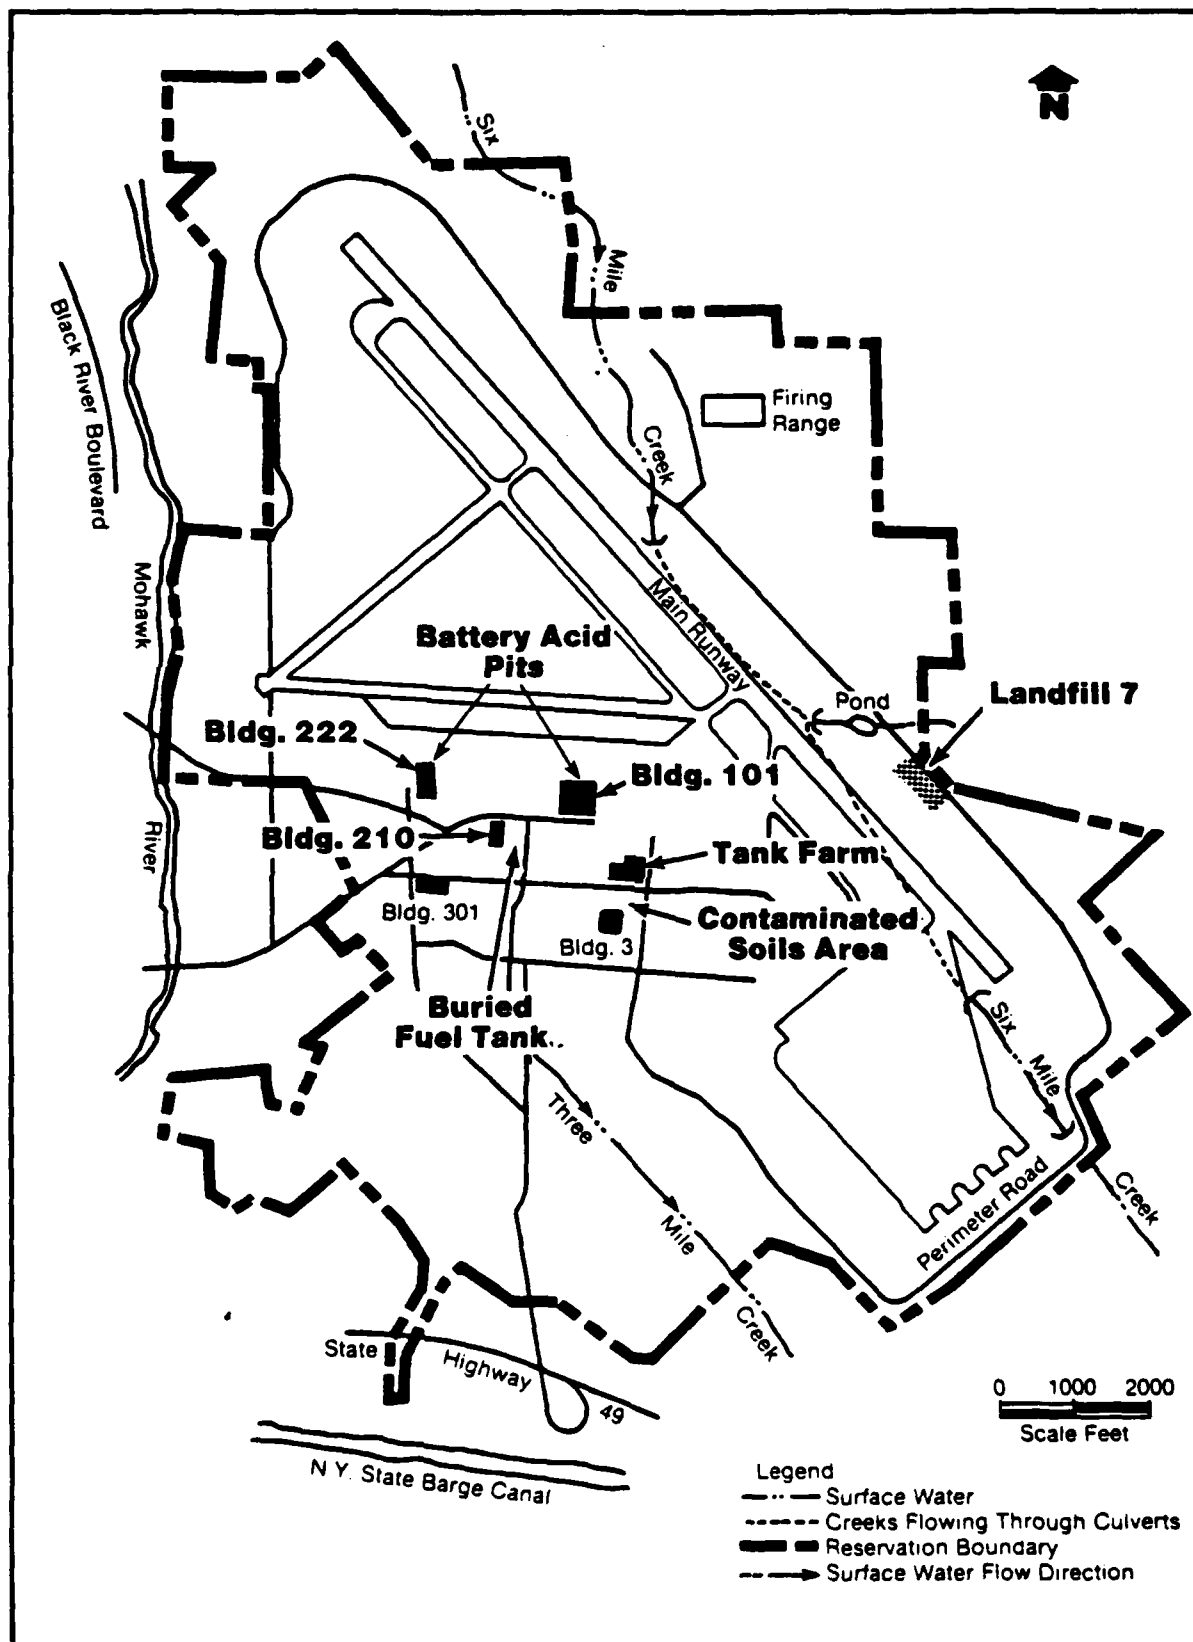 N
Six
Mile
Creek
Firing
Range
Black River Boulevard
Mohawk
River
Main Runway
Battery Acid
Pits
Bldg. 222
Bldg. 101
Pond
Landfill 7
Bldg. 210
Tank Farm
Bldg. 301
Contaminated
Soils Area
Bldg. 3
Buried
Fuel Tank..
Six
Mile
Creek
Three
Mile
Creek
Perimeter Road
State
Highway
49
N Y. State Barge Canal
0 1000 2000
Scale Feet
Legend
Surface Water
Creeks Flowing Through Culverts
Reservation Boundary
Surface Water Flow Direction